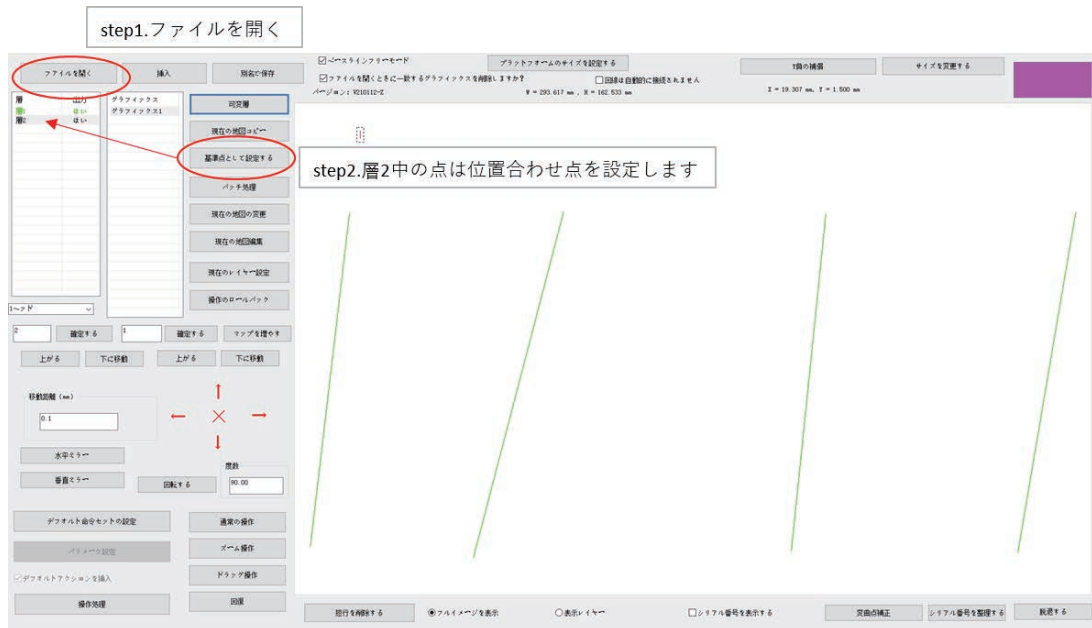 step1.ファイルを開く
ファイルを開く
挿入
別名で保存
ピースラインフリーモード
プラットフォームのサイズを設定する
T負の補償
サイズを変更する
ファイルを開くときに一致するグラフィックスを削除しますか?
回線は自動的に接続されません
バージョン: V210112-Z
W = 293.617 mm , H = 162.533 mm
X = 19.307 mm, Y = 1.500 mm
層 出力
層1 はい
層2 はい
グラフィックス
グラフィックス1
可変層
現在の地図コピー
基準点として設定する
step2.層2中の点は位置合わせ点を設定します
バッチ処理
現在の地図の変更
現在の地図編集
現在のレイヤー設定
操作のロールバック
2
確定する
1
確定する
マップを増やす
上がる
下に移動
上がる
下に移動
移動距離 (mm)
0.1
水平ミラー
垂直ミラー
回転する
度数
90.00
デフォルト命令セットの設定
通常の操作
パラメータ設定
ズーム操作
デフォルトアクションを挿入
ドラッグ操作
操作処理
回復
翅行を削除する
フルイメージを表示
表示レイヤー
シリアル番号を表示する
変曲点補正
シリアル番号を整理する
脱退する